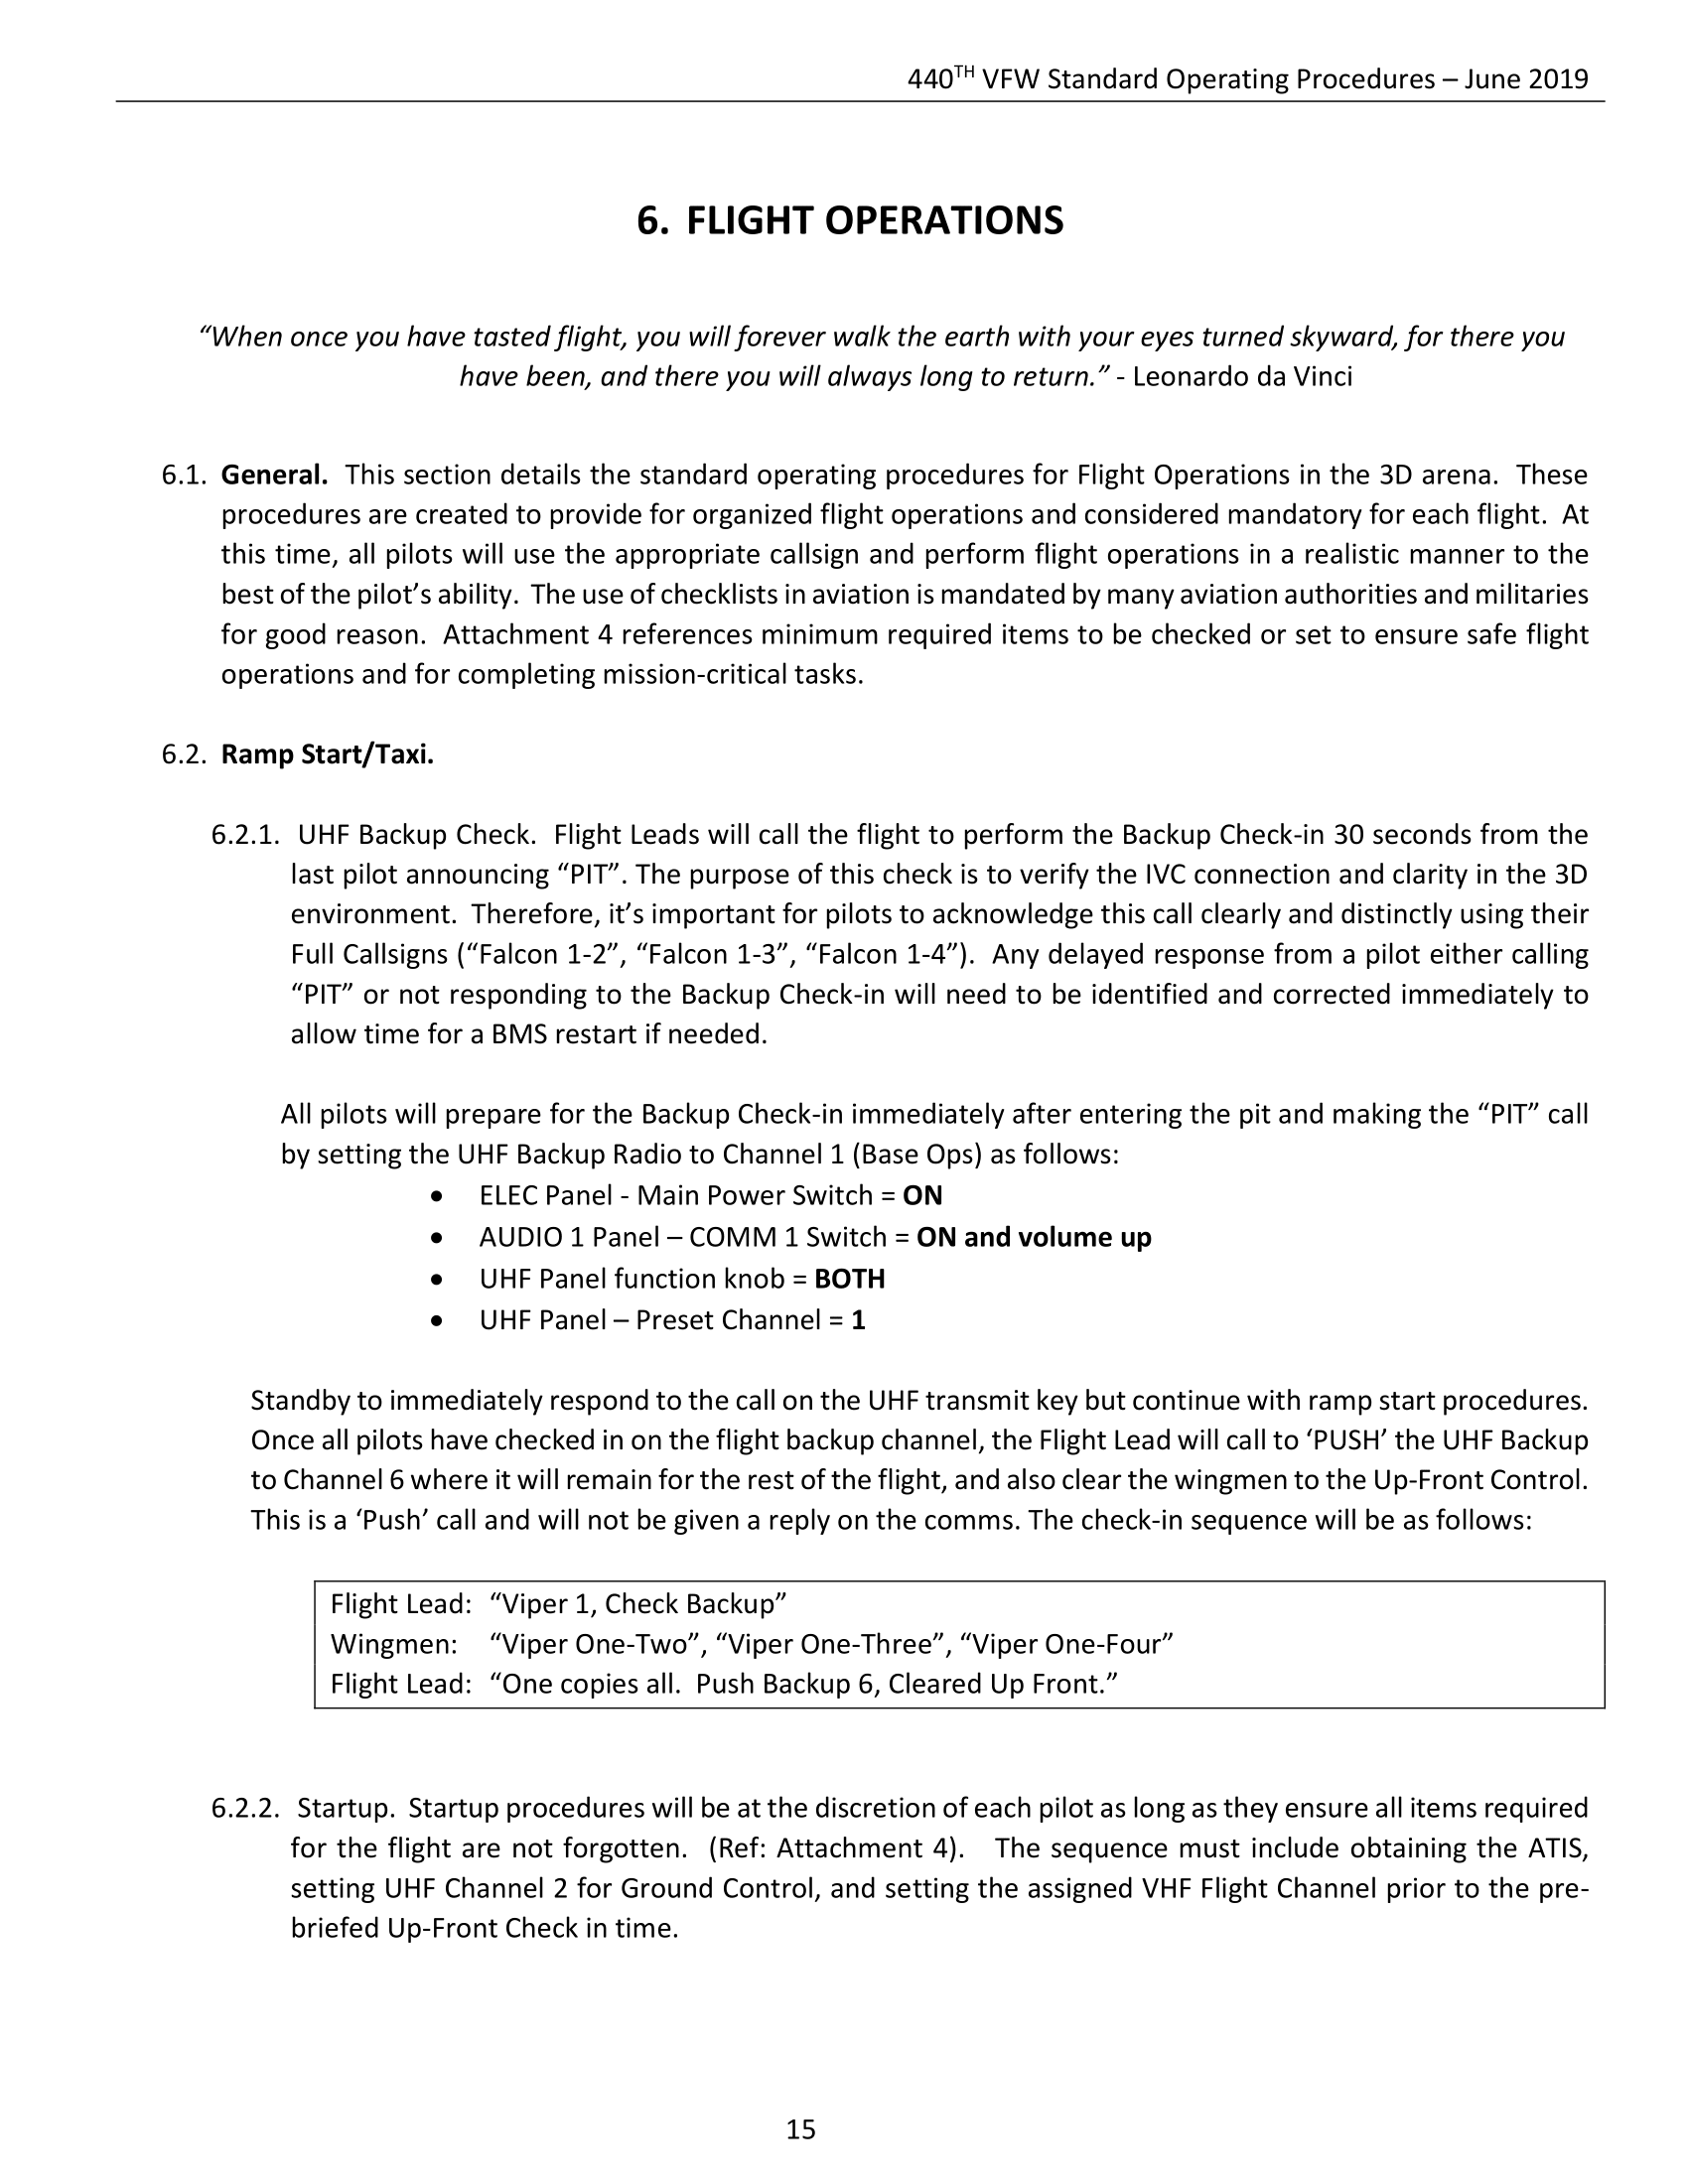 440TH VFW Standard Operating Procedures – June 2019
6. FLIGHT OPERATIONS
“When once you have tasted flight, you will forever walk the earth with your eyes turned skyward, for there you
have been, and there you will always long to return.” - Leonardo da Vinci
6.1. General. This section details the standard operating procedures for Flight Operations in the 3D arena. These
procedures are created to provide for organized flight operations and considered mandatory for each flight. At
this time, all pilots will use the appropriate callsign and perform flight operations in a realistic manner to the
best of the pilot’s ability. The use of checklists in aviation is mandated by many aviation authorities and militaries
for good reason. Attachment 4 references minimum required items to be checked or set to ensure safe flight
operations and for completing mission-critical tasks.
6.2. Ramp Start/Taxi.
6.2.1. UHF Backup Check. Flight Leads will call the flight to perform the Backup Check-in 30 seconds from the
last pilot announcing “PIT”. The purpose of this check is to verify the IVC connection and clarity in the 3D
environment. Therefore, it’s important for pilots to acknowledge this call clearly and distinctly using their
Full Callsigns (“Falcon 1-2”, “Falcon 1-3”, “Falcon 1-4”). Any delayed response from a pilot either calling
“PIT” or not responding to the Backup Check-in will need to be identified and corrected immediately to
allow time for a BMS restart if needed.
All pilots will prepare for the Backup Check-in immediately after entering the pit and making the “PIT” call
by setting the UHF Backup Radio to Channel 1 (Base Ops) as follows:
• ELEC Panel - Main Power Switch = ON
• AUDIO 1 Panel – COMM 1 Switch = ON and volume up
• UHF Panel function knob = BOTH
• UHF Panel – Preset Channel = 1
Standby to immediately respond to the call on the UHF transmit key but continue with ramp start procedures.
Once all pilots have checked in on the flight backup channel, the Flight Lead will call to ‘PUSH’ the UHF Backup
to Channel 6 where it will remain for the rest of the flight, and also clear the wingmen to the Up-Front Control.
This is a ‘Push’ call and will not be given a reply on the comms. The check-in sequence will be as follows:
Flight Lead: “Viper 1, Check Backup”
Wingmen: “Viper One-Two”, “Viper One-Three”, “Viper One-Four”
Flight Lead: “One copies all. Push Backup 6, Cleared Up Front.”
6.2.2. Startup. Startup procedures will be at the discretion of each pilot as long as they ensure all items required
for the flight are not forgotten. (Ref: Attachment 4). The sequence must include obtaining the ATIS,
setting UHF Channel 2 for Ground Control, and setting the assigned VHF Flight Channel prior to the pre-
briefed Up-Front Check in time.
15